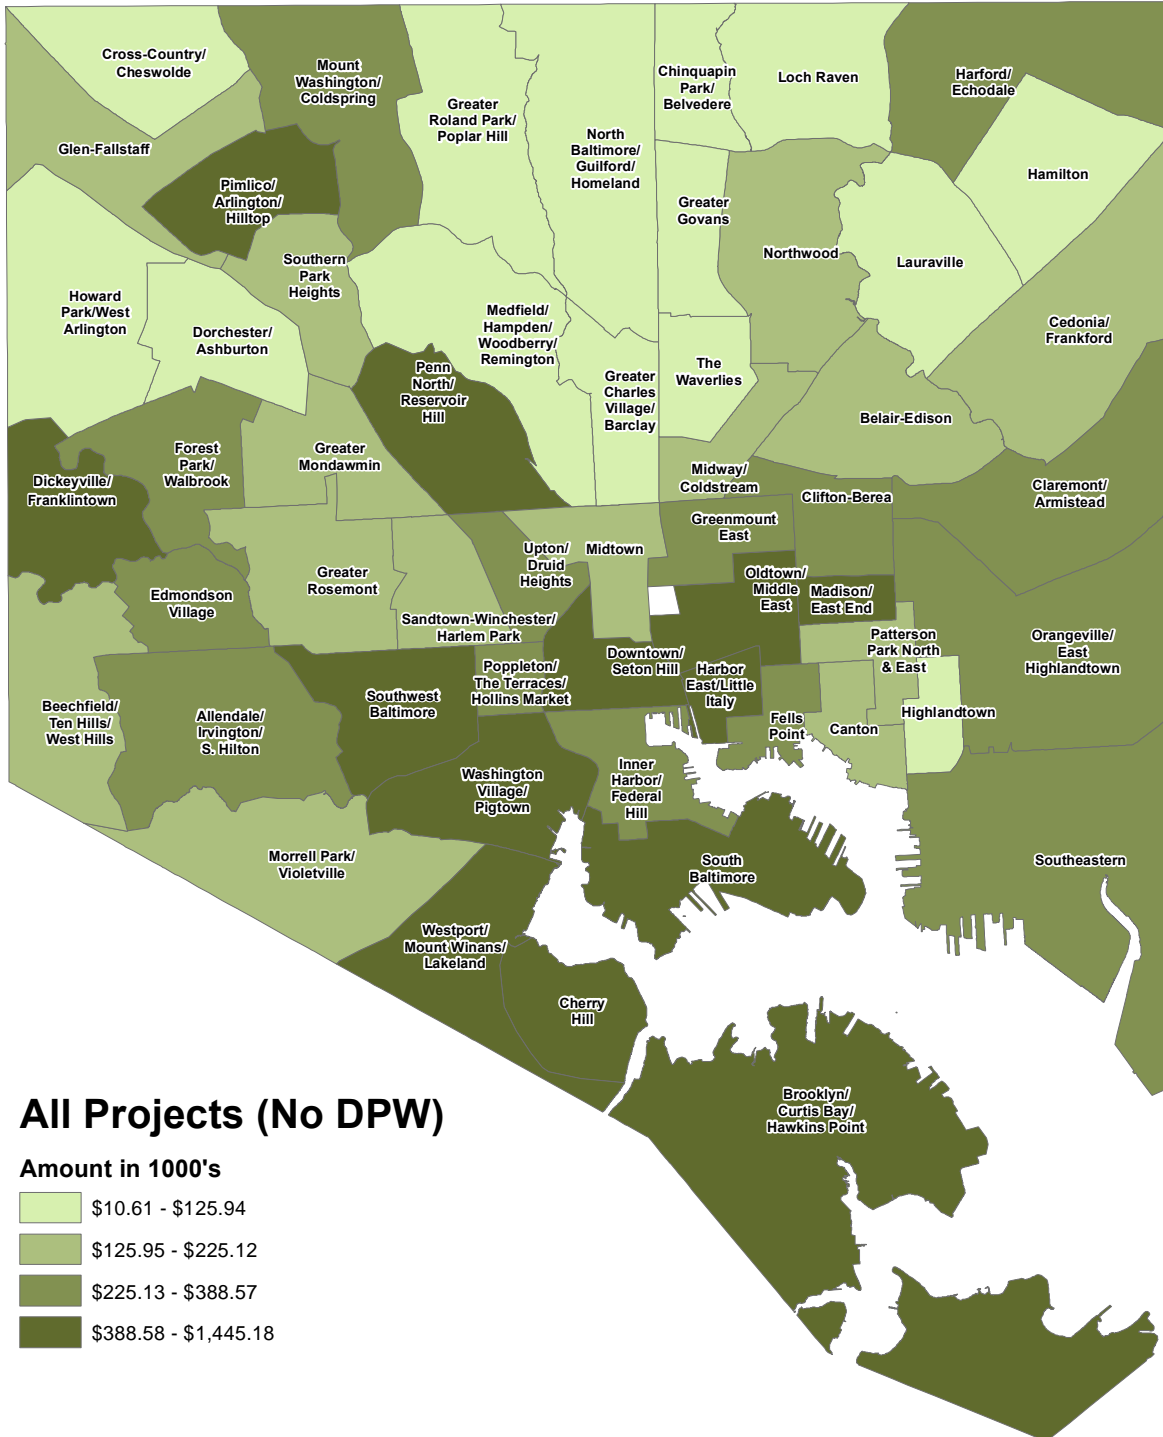 Cross-Country/
Cheswolde
Mount
Washington/
Coldspring
Greater
Roland Park/
Poplar Hill
North
Baltimore/
Guilford/
Homeland
Chinquapin
Park/
Belvedere
Loch Raven
Harford/
Echodale
Glen-Fallstaff
Pimlico/
Arlington/
Hilltop
Hamilton
Greater
Govans
Northwood
Lauraville
Southern
Park
Heights
Howard
Park/West
Arlington
Dorchester/
Ashburton
Medfield/
Hampden/
Woodberry/
Remington
Cedonia/
Frankford
Penn
North/
Reservoir
Hill
Greater
Charles
Village/
Barclay
The
Waverlies
Belair-Edison
Forest
Park/
Walbrook
Greater
Mondawmin
Dickeyville/
Franklintown
Midway/
Coldstream
Clifton-Berea
Claremont/
Armistead
Greenmount
East
Upton/
Druid
Heights
Midtown
Greater
Rosemont
Edmondson
Village
Oldtown/
Middle
East
Madison/
East End
Sandtown-Winchester/
Harlem Park
Patterson
Park North
& East
Orangeville/
East
Highlandtown
Poppleton/
The Terraces/
Hollins Market
Downtown/
Seton Hill
Harbor
East/Little
Italy
Southwest
Baltimore
Beechfield/
Ten Hills/
West Hills
Allendale/
Irvington/
S. Hilton
Fells
Point
Canton
Highlandtown
Washington
Village/
Pigtown
Inner
Harbor/
Federal
Hill
Morrell Park/
Violetville
South
Baltimore
Southeastern
Westport/
Mount Winans/
Lakeland
Cherry
Hill
Brooklyn/
Curtis Bay/
Hawkins Point
All Projects (No DPW)
Amount in 1000's
$10.61 - $125.94
$125.95 - $225.12
$225.13 - $388.57
$388.58 - $1,445.18